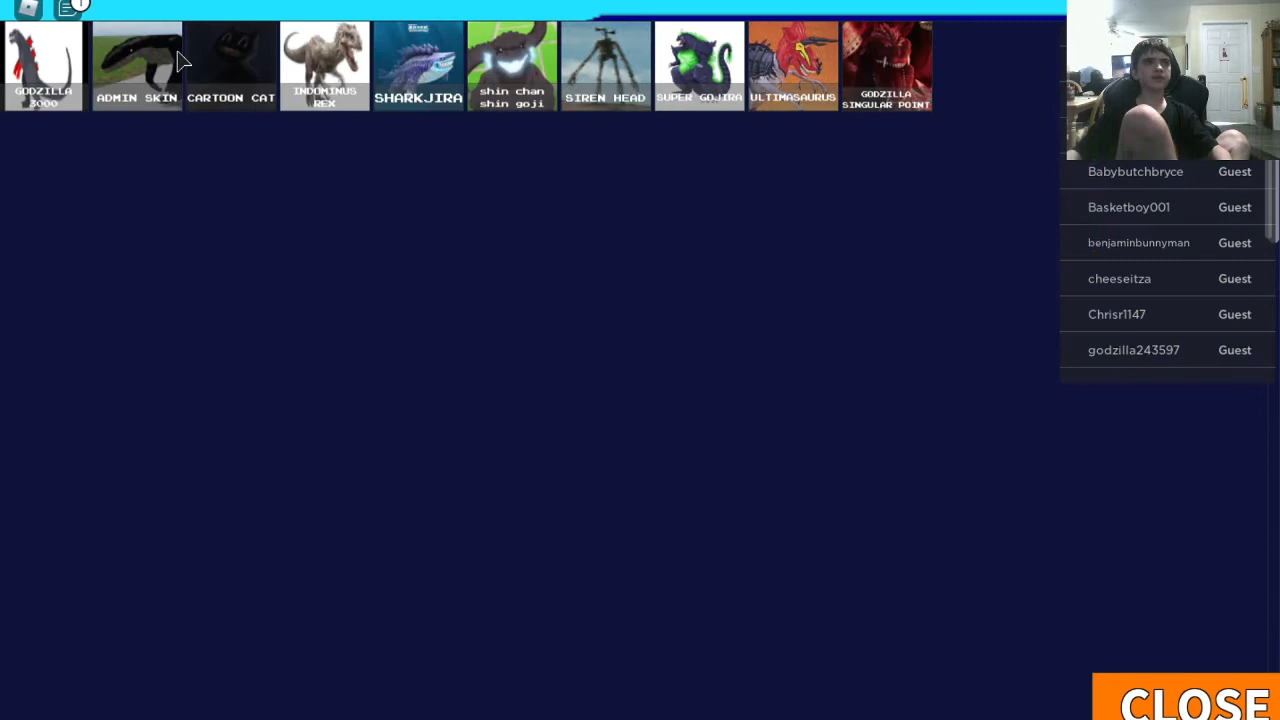 1
GODZILLA
3000
ADMIN SKIN
CARTOON CAT
INDOMINUS
REX
SHARKJIRA
shin chan
shin goji
SIREN HEAD
SUPER GOJIRA
ULTIMASAURUS
GODZILLA
SINGULAR POINT
Babybutchbryce Guest
Basketboy001 Guest
benjaminbunnyman Guest
cheeseitza Guest
Chrisr1147 Guest
godzilla243597 Guest
CLOSE